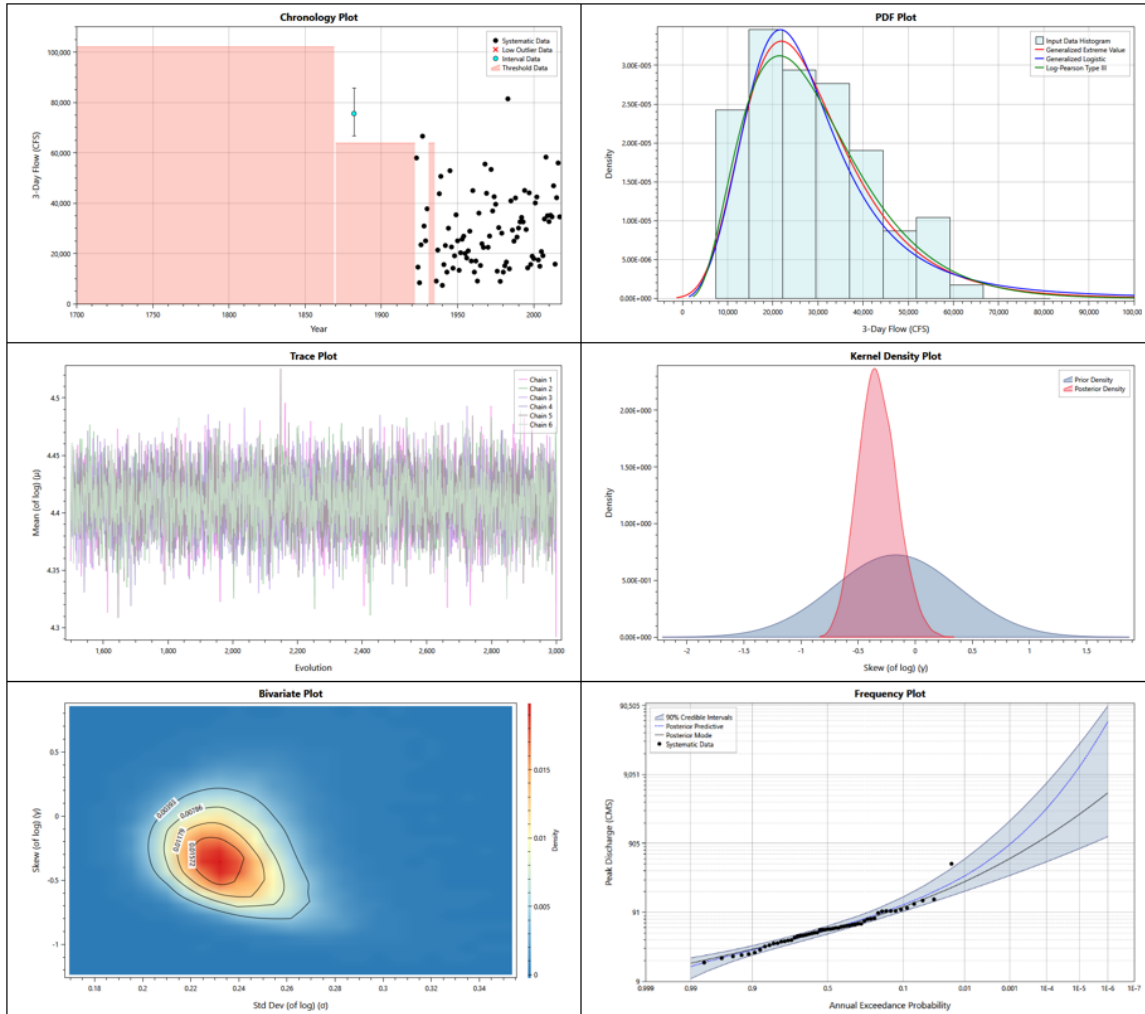 Chronology Plot
100,000
80,000
60,000
40,000
20,000
0
3-Day Flow (CFS)
1700
1750
1800
1850
1900
1950
2000
Year
Systematic Data
Low Outlier Data
Interval Data
Threshold Data
PDF Plot
3.00E-005
2.50E-005
2.00E-005
1.50E-005
1.00E-005
5.00E-006
0.00E+000
Density
0
10,000
20,000
30,000
40,000
50,000
60,000
70,000
80,000
90,000
100,00
3-Day Flow (CFS)
Input Data Histogram
Generalized Extreme Value
Generalized Logistic
Log-Pearson Type III
Trace Plot
4.5
4.45
4.4
4.35
4.3
Mean (of log) (μ)
1,600
1,800
2,000
2,200
2,400
2,600
2,800
3,000
Evolution
Chain 1
Chain 2
Chain 3
Chain 4
Chain 5
Chain 6
Kernel Density Plot
2.00E+000
1.50E+000
1.00E+000
5.00E-001
0.00E+000
Density
-2
-1.5
-1
-0.5
0
0.5
1
1.5
Skew (of log) (γ)
Prior Density
Posterior Density
Bivariate Plot
0.5
0
-0.5
-1
Skew (of log) (γ)
0.18
0.2
0.22
0.24
0.26
0.28
0.3
0.32
0.34
Std Dev (of log) (σ)
0.00393
0.00786
0.01179
0.01572
0.015
0.010
0.005
0
Density
Frequency Plot
90,505
9,051
905
91
9
Peak Discharge (CMS)
0.999
0.99
0.9
0.5
0.1
0.01
0.001
1E-4
1E-5
1E-6
1E-7
Annual Exceedance Probability
90% Credible Intervals
Posterior Predictive
Posterior Mode
Systematic Data